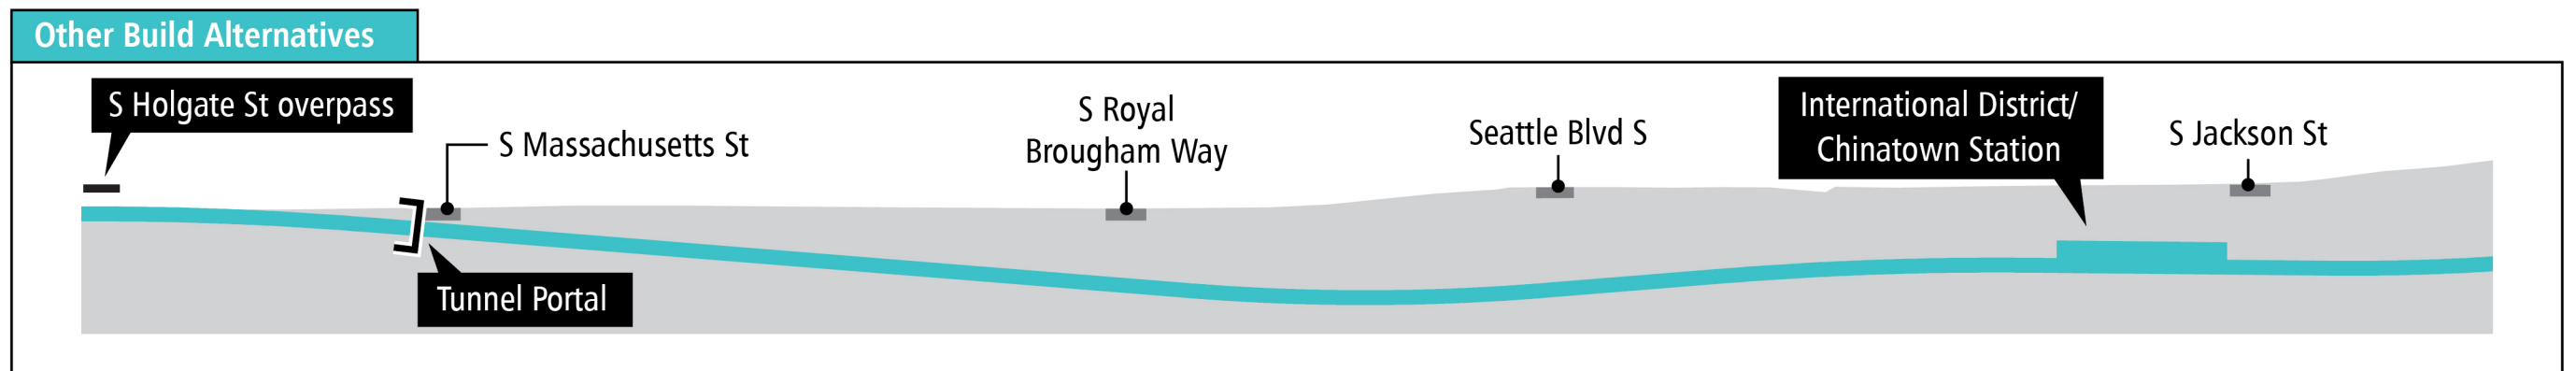 Other Build Alternatives
S Holgate St overpass
S Massachusetts St
Tunnel Portal
S Royal
Brougham Way
Seattle Blvd S
International District/
Chinatown Station
S Jackson St